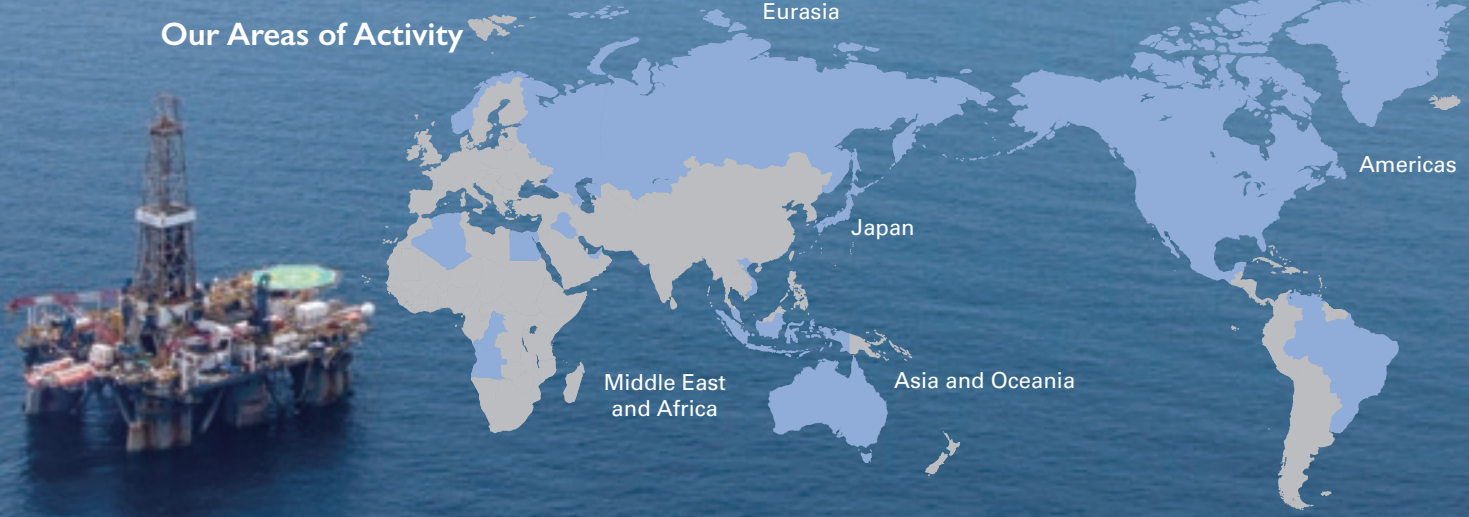 Our Areas of Activity
Eurasia
Americas
Japan
Middle East
and Africa
Asia and Oceania